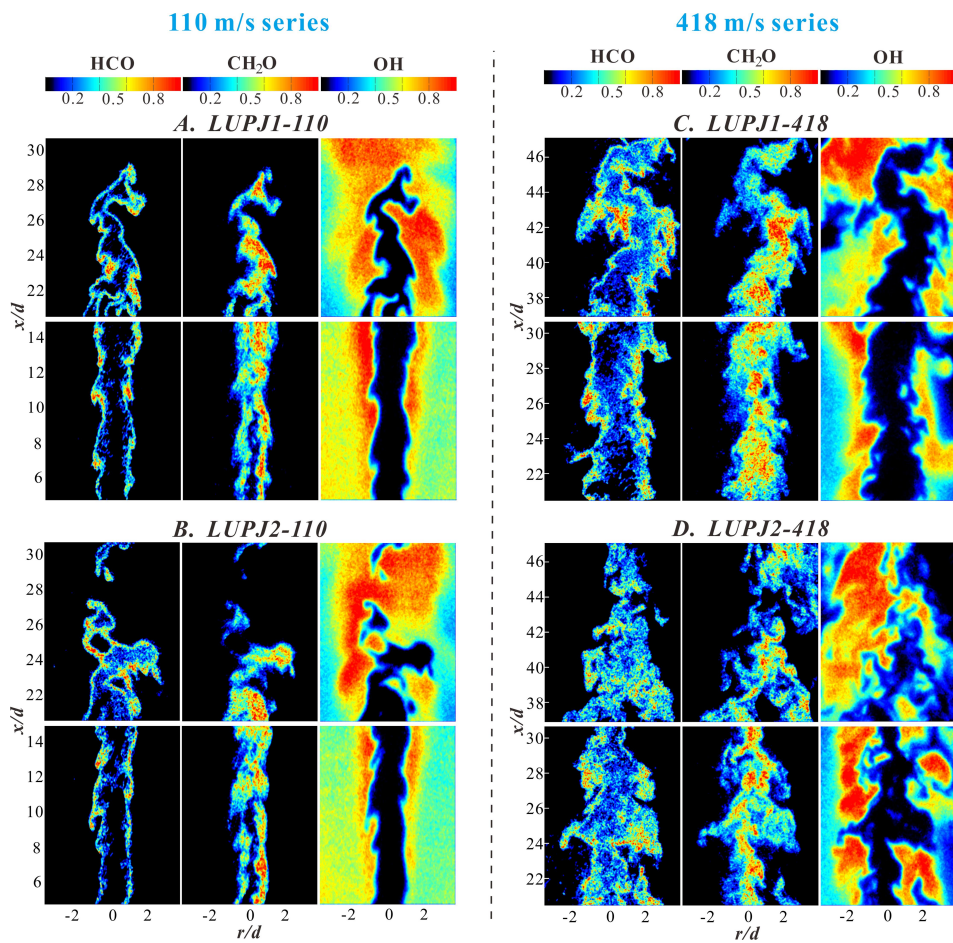 110 m/s series 418 m/s series
HCO CH₂O OH HCO CH₂O OH
0.2 0.5 0.8 0.2 0.5 0.8 0.2 0.5 0.8 0.2 0.5 0.8 0.2 0.5 0.8 0.2 0.5 0.8
A. LUPJ1-110 C. LUPJ1-418
30 46
28 44
26 42
24 40
22 38
x/d x/d
14 30
12 28
10 26
8 24
6 22
B. LUPJ2-110 D. LUPJ2-418
30 46
28 44
26 42
24 40
22 38
x/d x/d
14 30
12 28
10 26
8 24
6 22
-2 0 2 -2 0 2 -2 0 2 -2 0 2 -2 0 2 -2 0 2
r/d r/d